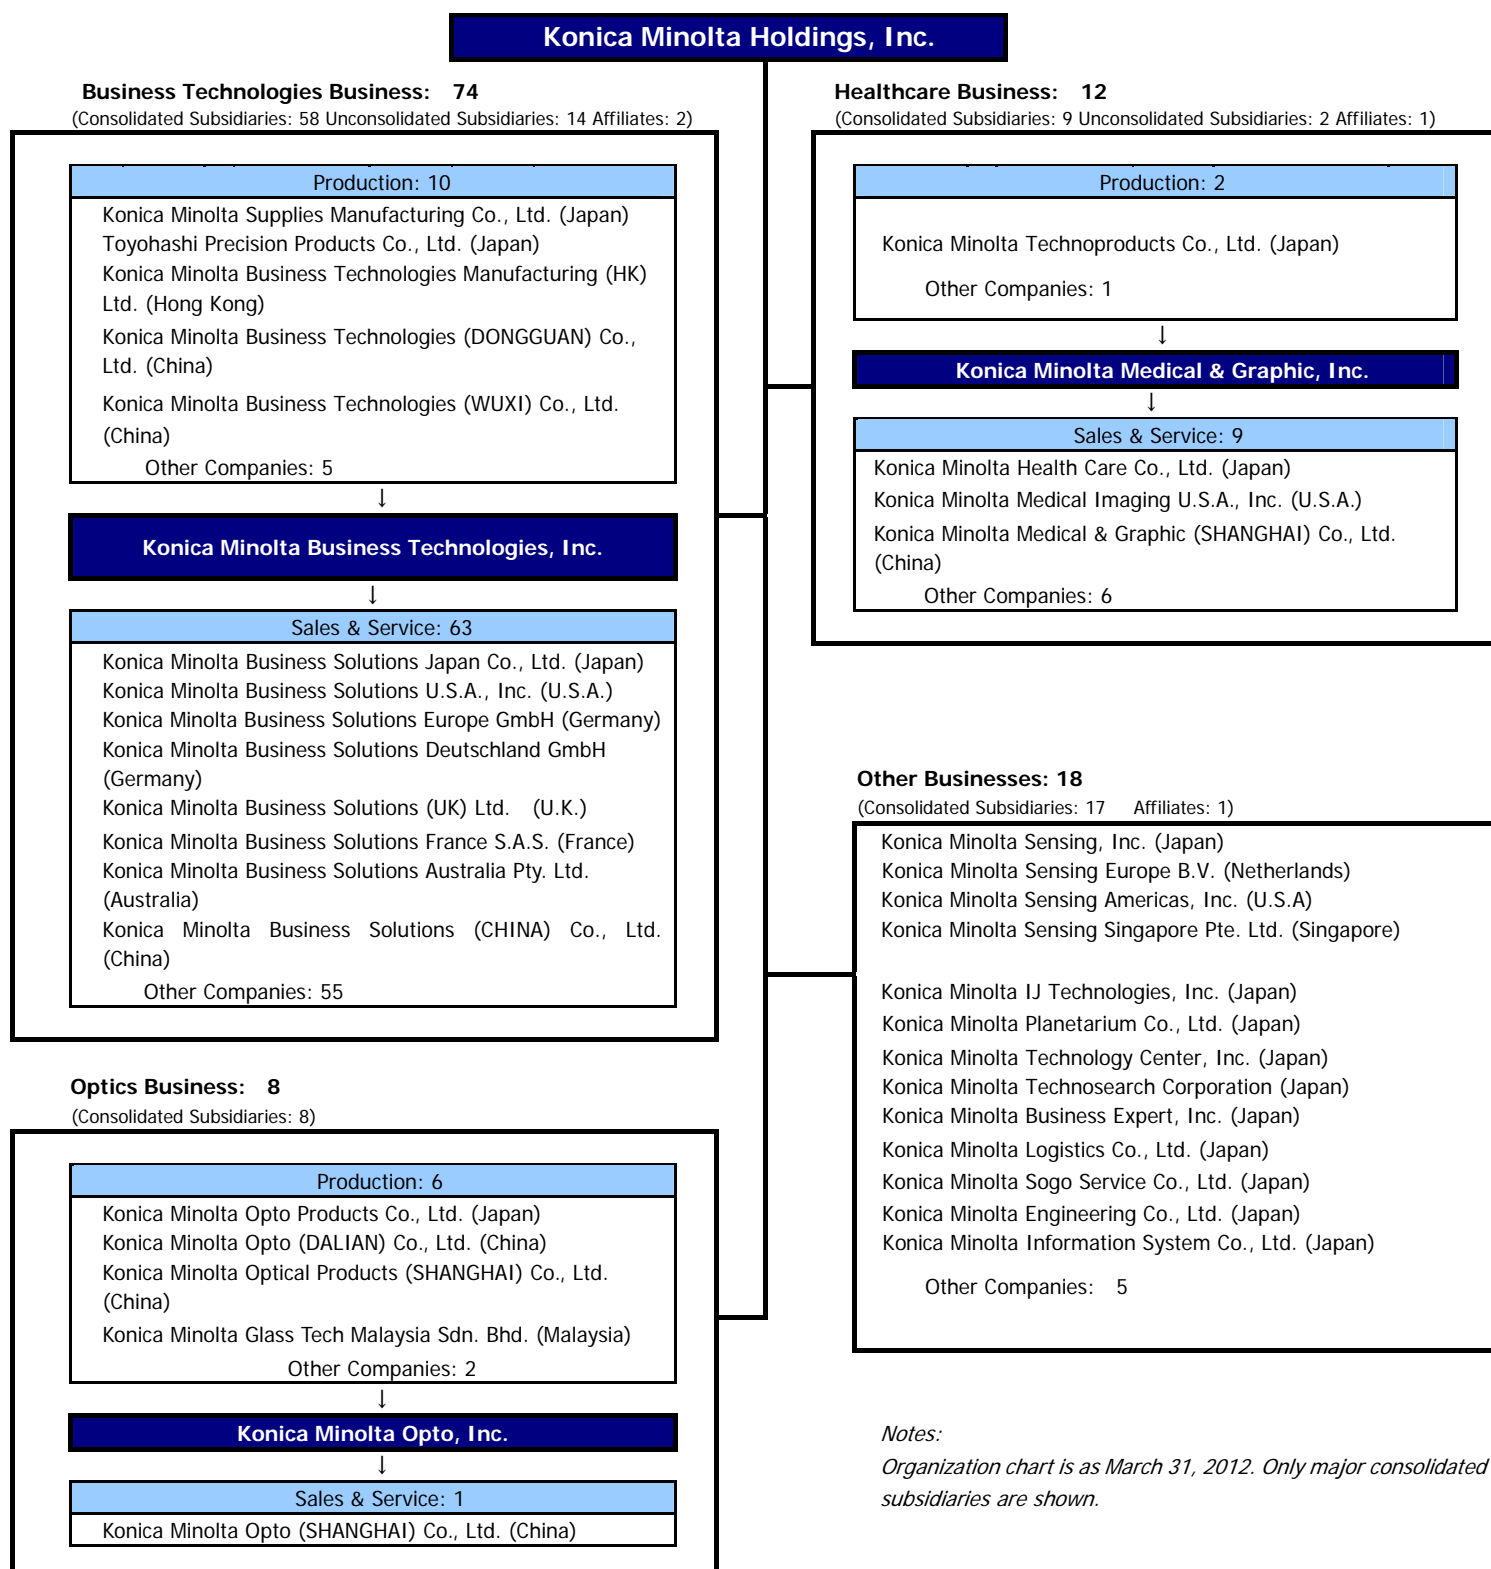 Konica Minolta Holdings, Inc.
Business Technologies Business: 74
(Consolidated Subsidiaries: 58 Unconsolidated Subsidiaries: 14 Affiliates: 2)
Production: 10
Konica Minolta Supplies Manufacturing Co., Ltd. (Japan)
Toyohashi Precision Products Co., Ltd. (Japan)
Konica Minolta Business Technologies Manufacturing (HK)
Ltd. (Hong Kong)
Konica Minolta Business Technologies (DONGGUAN) Co.,
Ltd. (China)
Konica Minolta Business Technologies (WUXI) Co., Ltd.
(China)
Other Companies: 5
↓
Konica Minolta Business Technologies, Inc.
↓
Sales & Service: 63
Konica Minolta Business Solutions Japan Co., Ltd. (Japan)
Konica Minolta Business Solutions U.S.A., Inc. (U.S.A.)
Konica Minolta Business Solutions Europe GmbH (Germany)
Konica Minolta Business Solutions Deutschland GmbH
(Germany)
Konica Minolta Business Solutions (UK) Ltd. (U.K.)
Konica Minolta Business Solutions France S.A.S. (France)
Konica Minolta Business Solutions Australia Pty. Ltd.
(Australia)
Konica Minolta Business Solutions (CHINA) Co., Ltd.
(China)
Other Companies: 55
Optics Business: 8
(Consolidated Subsidiaries: 8)
Production: 6
Konica Minolta Opto Products Co., Ltd. (Japan)
Konica Minolta Opto (DALIAN) Co., Ltd. (China)
Konica Minolta Optical Products (SHANGHAI) Co., Ltd.
(China)
Konica Minolta Glass Tech Malaysia Sdn. Bhd. (Malaysia)
Other Companies: 2
↓
Konica Minolta Opto, Inc.
↓
Sales & Service: 1
Konica Minolta Opto (SHANGHAI) Co., Ltd. (China)
Healthcare Business: 12
(Consolidated Subsidiaries: 9 Unconsolidated Subsidiaries: 2 Affiliates: 1)
Production: 2
Konica Minolta Technoproducts Co., Ltd. (Japan)
Other Companies: 1
↓
Konica Minolta Medical & Graphic, Inc.
↓
Sales & Service: 9
Konica Minolta Health Care Co., Ltd. (Japan)
Konica Minolta Medical Imaging U.S.A., Inc. (U.S.A.)
Konica Minolta Medical & Graphic (SHANGHAI) Co., Ltd.
(China)
Other Companies: 6
Other Businesses: 18
(Consolidated Subsidiaries: 17 Affiliates: 1)
Konica Minolta Sensing, Inc. (Japan)
Konica Minolta Sensing Europe B.V. (Netherlands)
Konica Minolta Sensing Americas, Inc. (U.S.A)
Konica Minolta Sensing Singapore Pte. Ltd. (Singapore)
Konica Minolta IJ Technologies, Inc. (Japan)
Konica Minolta Planetarium Co., Ltd. (Japan)
Konica Minolta Technology Center, Inc. (Japan)
Konica Minolta Technosearch Corporation (Japan)
Konica Minolta Business Expert, Inc. (Japan)
Konica Minolta Logistics Co., Ltd. (Japan)
Konica Minolta Sogo Service Co., Ltd. (Japan)
Konica Minolta Engineering Co., Ltd. (Japan)
Konica Minolta Information System Co., Ltd. (Japan)
Other Companies: 5
Notes:
Organization chart is as March 31, 2012. Only major consolidated
subsidiaries are shown.